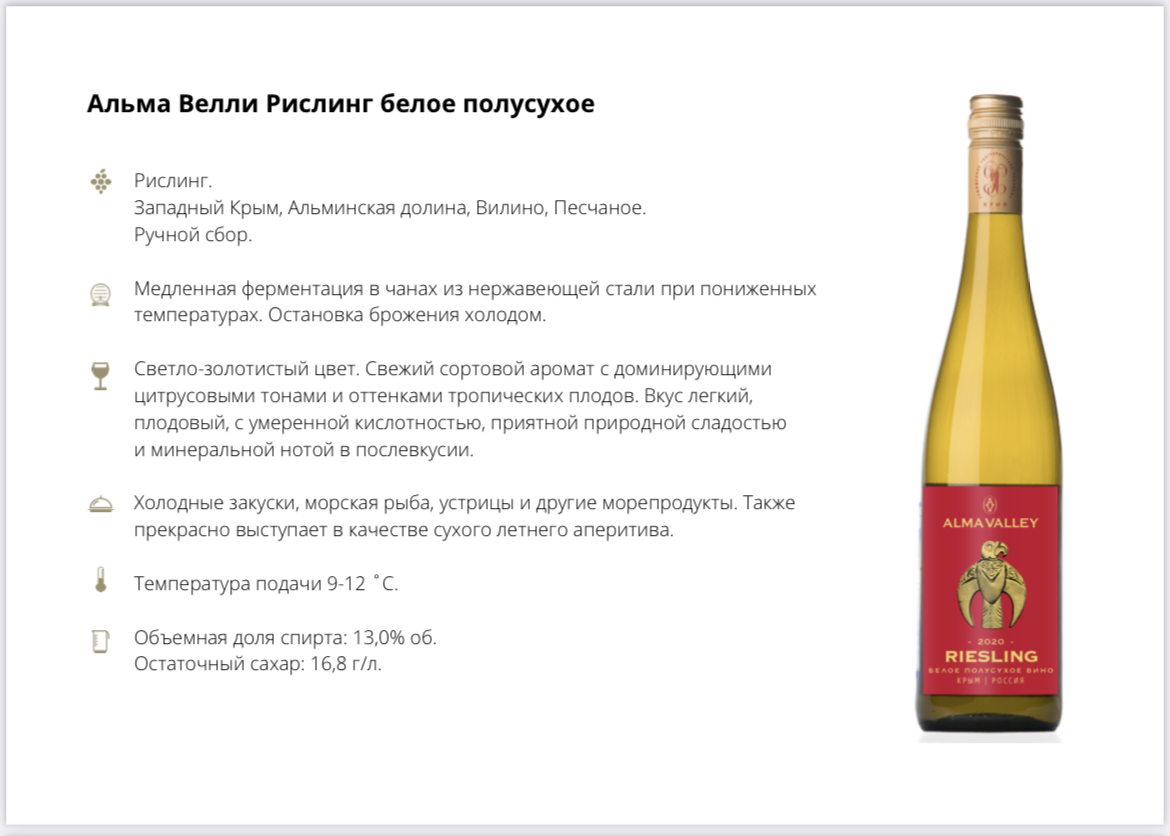 Альма Велли Рислинг белое полусухое
Рислинг.
Западный Крым, Альминская долина, Вилино, Песчаное.
Ручной сбор.
Медленная ферментация в чанах из нержавеющей стали при пониженных
температурах. Остановка брожения холодом.
Светло-золотистый цвет. Свежий сортовой аромат с доминирующими
цитрусовыми тонами и оттенками тропических плодов. Вкус легкий,
плодовый, с умеренной кислотностью, приятной природной сладостью
и минеральной нотой в послевкусии.
Холодные закуски, морская рыба, устрицы и другие морепродукты. Также
прекрасно выступает в качестве сухого летнего аперитива.
Температура подачи 9-12 ˚С.
Объемная доля спирта: 13,0% об.
Остаточный сахар: 16,8 г/л.
КРЫМ
ALMA VALLEY
- 2020 -
RIESLING
БЕЛОЕ ПОЛУСУХОЕ ВИНО
КРЫМ | РОССИЯ